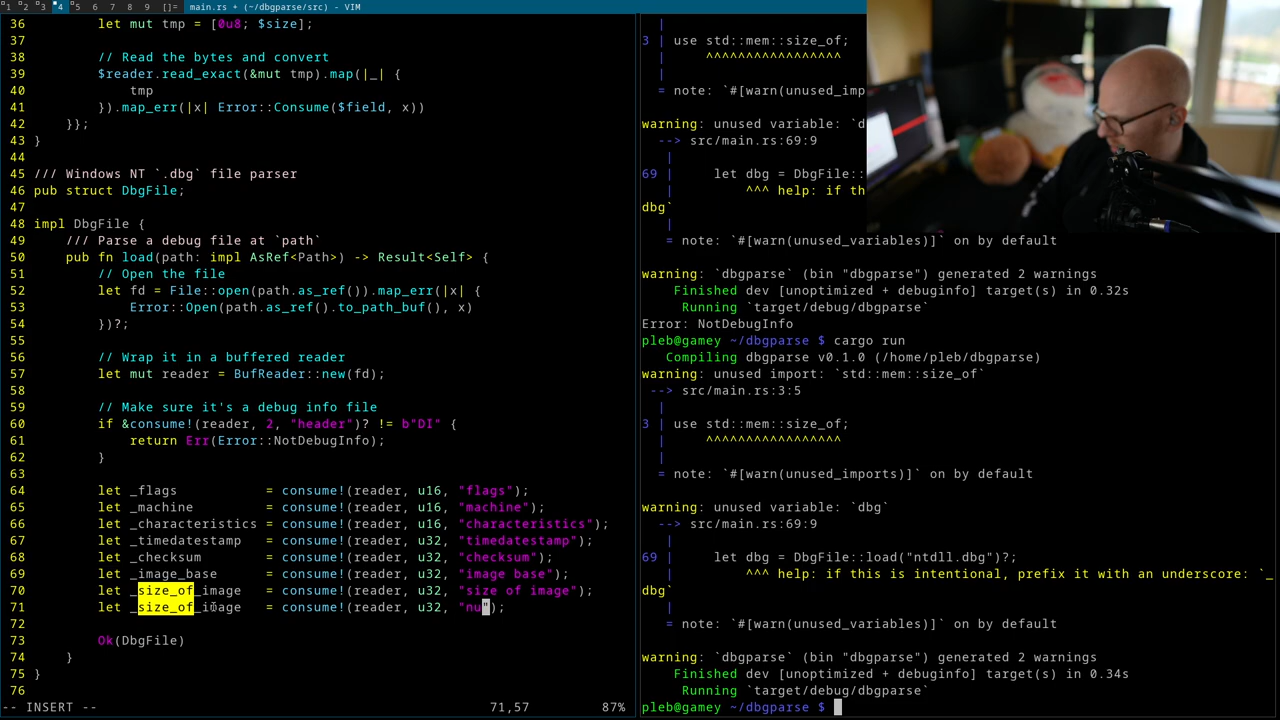 1 2 3 4 5 6 7 8 9 []= main.rs + (~/dbgparse/src) - VIM
36         let mut tmp = [0u8; $size];
37
38         // Read the bytes and convert
39         $reader.read_exact(&mut tmp).map(|_| {
40             tmp
41         }).map_err(|x| Error::Consume($field, x))
42     }};
43 }
44
45 /// Windows NT `.dbg` file parser
46 pub struct DbgFile;
47
48 impl DbgFile {
49     /// Parse a debug file at `path`
50     pub fn load(path: impl AsRef<Path>) -> Result<Self> {
51         // Open the file
52         let fd = File::open(path.as_ref()).map_err(|x| {
53             Error::Open(path.as_ref().to_path_buf(), x)
54         })?;
55
56         // Wrap it in a buffered reader
57         let mut reader = BufReader::new(fd);
58
59         // Make sure it's a debug info file
60         if &consume!(reader, 2, "header")? != b"DI" {
61             return Err(Error::NotDebugInfo);
62         }
63
64         let _flags           = consume!(reader, u16, "flags");
65         let _machine         = consume!(reader, u16, "machine");
66         let _characteristics = consume!(reader, u16, "characteristics");
67         let _timedatestamp   = consume!(reader, u32, "timedatestamp");
68         let _checksum        = consume!(reader, u32, "checksum");
69         let _image_base      = consume!(reader, u32, "image base");
70         let _size_of_image   = consume!(reader, u32, "size of image");
71         let _size_of_image   = consume!(reader, u32, "nu");
72
73         Ok(DbgFile)
74     }
75 }
76
-- INSERT -- 71,57 87%
  |
3 | use std::mem::size_of;
  |     ^^^^^^^^^^^^^^^^^
  |
  = note: `#[warn(unused_imp
warning: unused variable: `d
  --> src/main.rs:69:9
   |
69 |     let dbg = DbgFile::
   |         ^^^ help: if th
dbg`
   |
   = note: `#[warn(unused_variables)]` on by default
warning: `dbgparse` (bin "dbgparse") generated 2 warnings
    Finished dev [unoptimized + debuginfo] target(s) in 0.32s
     Running `target/debug/dbgparse`
Error: NotDebugInfo
pleb@gamey ~/dbgparse $ cargo run
   Compiling dbgparse v0.1.0 (/home/pleb/dbgparse)
warning: unused import: `std::mem::size_of`
 --> src/main.rs:3:5
  |
3 | use std::mem::size_of;
  |     ^^^^^^^^^^^^^^^^^
  |
  = note: `#[warn(unused_imports)]` on by default
warning: unused variable: `dbg`
  --> src/main.rs:69:9
   |
69 |     let dbg = DbgFile::load("ntdll.dbg")?;
   |         ^^^ help: if this is intentional, prefix it with an underscore: `_
dbg`
   |
   = note: `#[warn(unused_variables)]` on by default
warning: `dbgparse` (bin "dbgparse") generated 2 warnings
    Finished dev [unoptimized + debuginfo] target(s) in 0.34s
     Running `target/debug/dbgparse`
pleb@gamey ~/dbgparse $